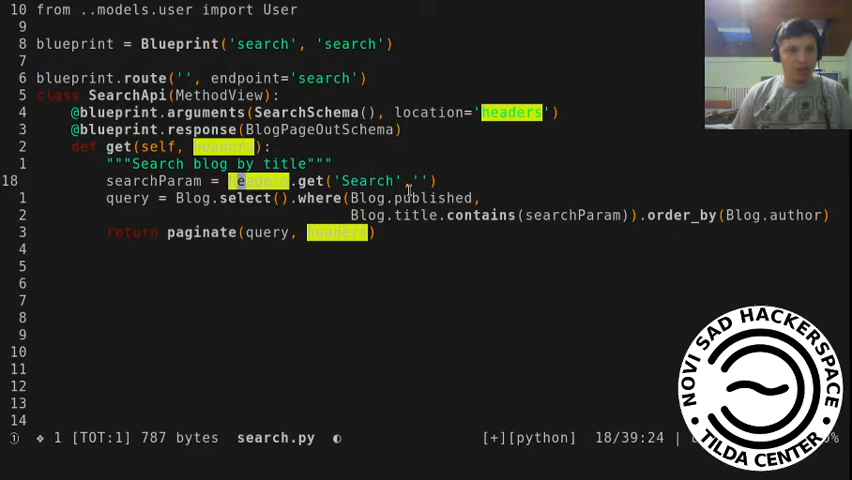 10 from ..models.user import User
9
8 blueprint = Blueprint('search', 'search')
7
6 blueprint.route('', endpoint='search')
5 class SearchApi(MethodView):
4 @blueprint.arguments(SearchSchema(), location='headers')
3 @blueprint.response(BlogPageOutSchema)
2 def get(self, headers):
1 """Search blog by title"""
18 searchParam = headers.get('Search','')
1 query = Blog.select().where(Blog.published,
2 Blog.title.contains(searchParam)).order_by(Blog.author)
3 return paginate(query, headers)
4
5
6
7
8
9
10
11
12
13
14
1 [TOT:1] 787 bytes search.py [+][python] 18/39:24 |
NOVI SAD HACKERSPACE
TILDA CENTER